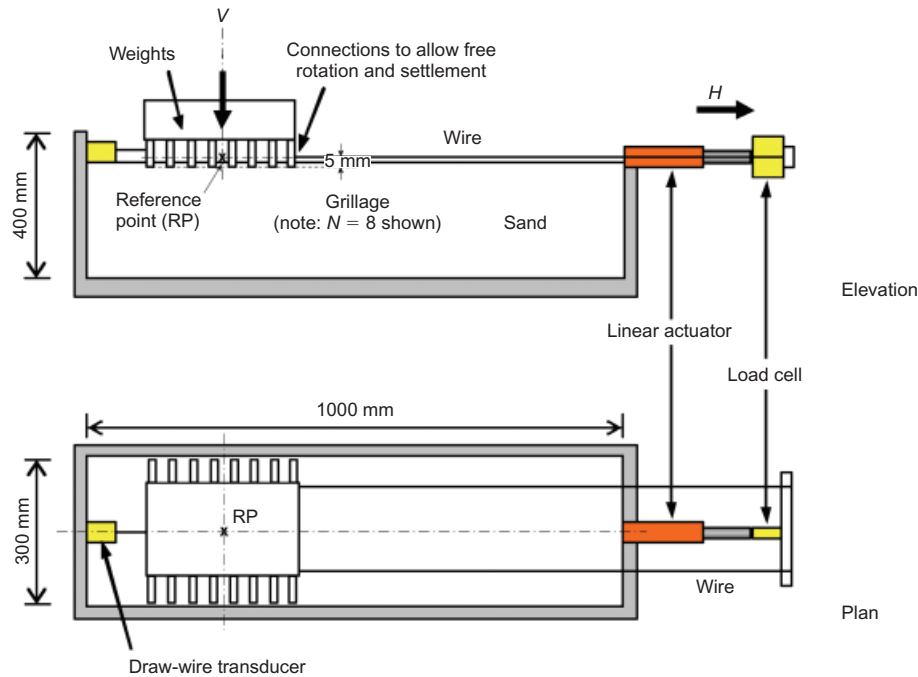 V
Weights
Connections to allow free
rotation and settlement
H
Wire
5 mm
400 mm
Reference
point (RP)
Grillage
(note: N = 8 shown)
Sand
Elevation
Linear actuator
Load cell
1000 mm
300 mm
RP
Wire
Plan
Draw-wire transducer